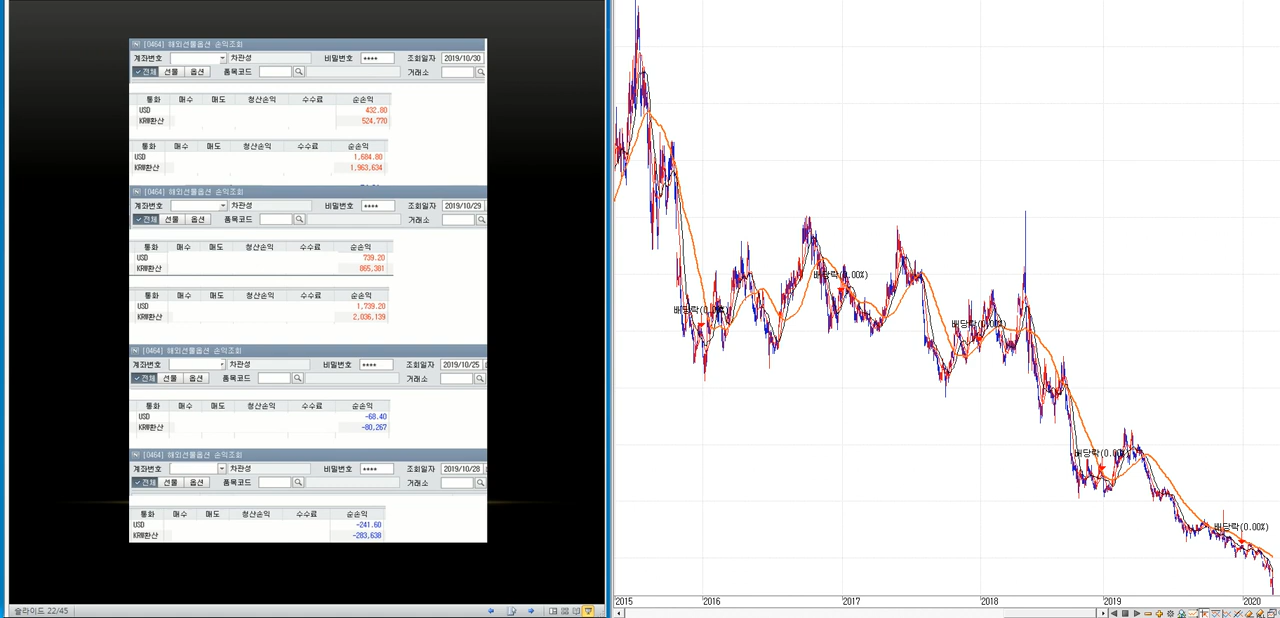 [0464] 해외선물옵션 손익조회
계좌번호 차관성 비밀번호 **** 조회일자 2019/10/30
전체 선물 옵션 품목코드 거래소
통화 매수 매도 청산손익 수수료 순손익
USD 432.80
KRW환산 524,770
통화 매수 매도 청산손익 수수료 순손익
USD 1,684.80
KRW환산 1,963,634
[0464] 해외선물옵션 손익조회
계좌번호 차관성 비밀번호 **** 조회일자 2019/10/29
전체 선물 옵션 품목코드 거래소
통화 매수 매도 청산손익 수수료 순손익
USD 739.20
KRW환산 865,381
통화 매수 매도 청산손익 수수료 순손익
USD 1,739.20
KRW환산 2,036,139
[0464] 해외선물옵션 손익조회
계좌번호 차관성 비밀번호 **** 조회일자 2019/10/25
전체 선물 옵션 품목코드 거래소
통화 매수 매도 청산손익 수수료 순손익
USD -68.40
KRW환산 -80,267
[0464] 해외선물옵션 손익조회
계좌번호 차관성 비밀번호 **** 조회일자 2019/10/28
전체 선물 옵션 품목코드 거래소
통화 매수 매도 청산손익 수수료 순손익
USD -241.60
KRW환산 -283,638
슬라이드 22/45
배당락(0.00%)
배당락(0.00%)
배당락(0.00%)
배당락(0.00%)
배당락(0.00%)
2015 2016 2017 2018 2019 2020